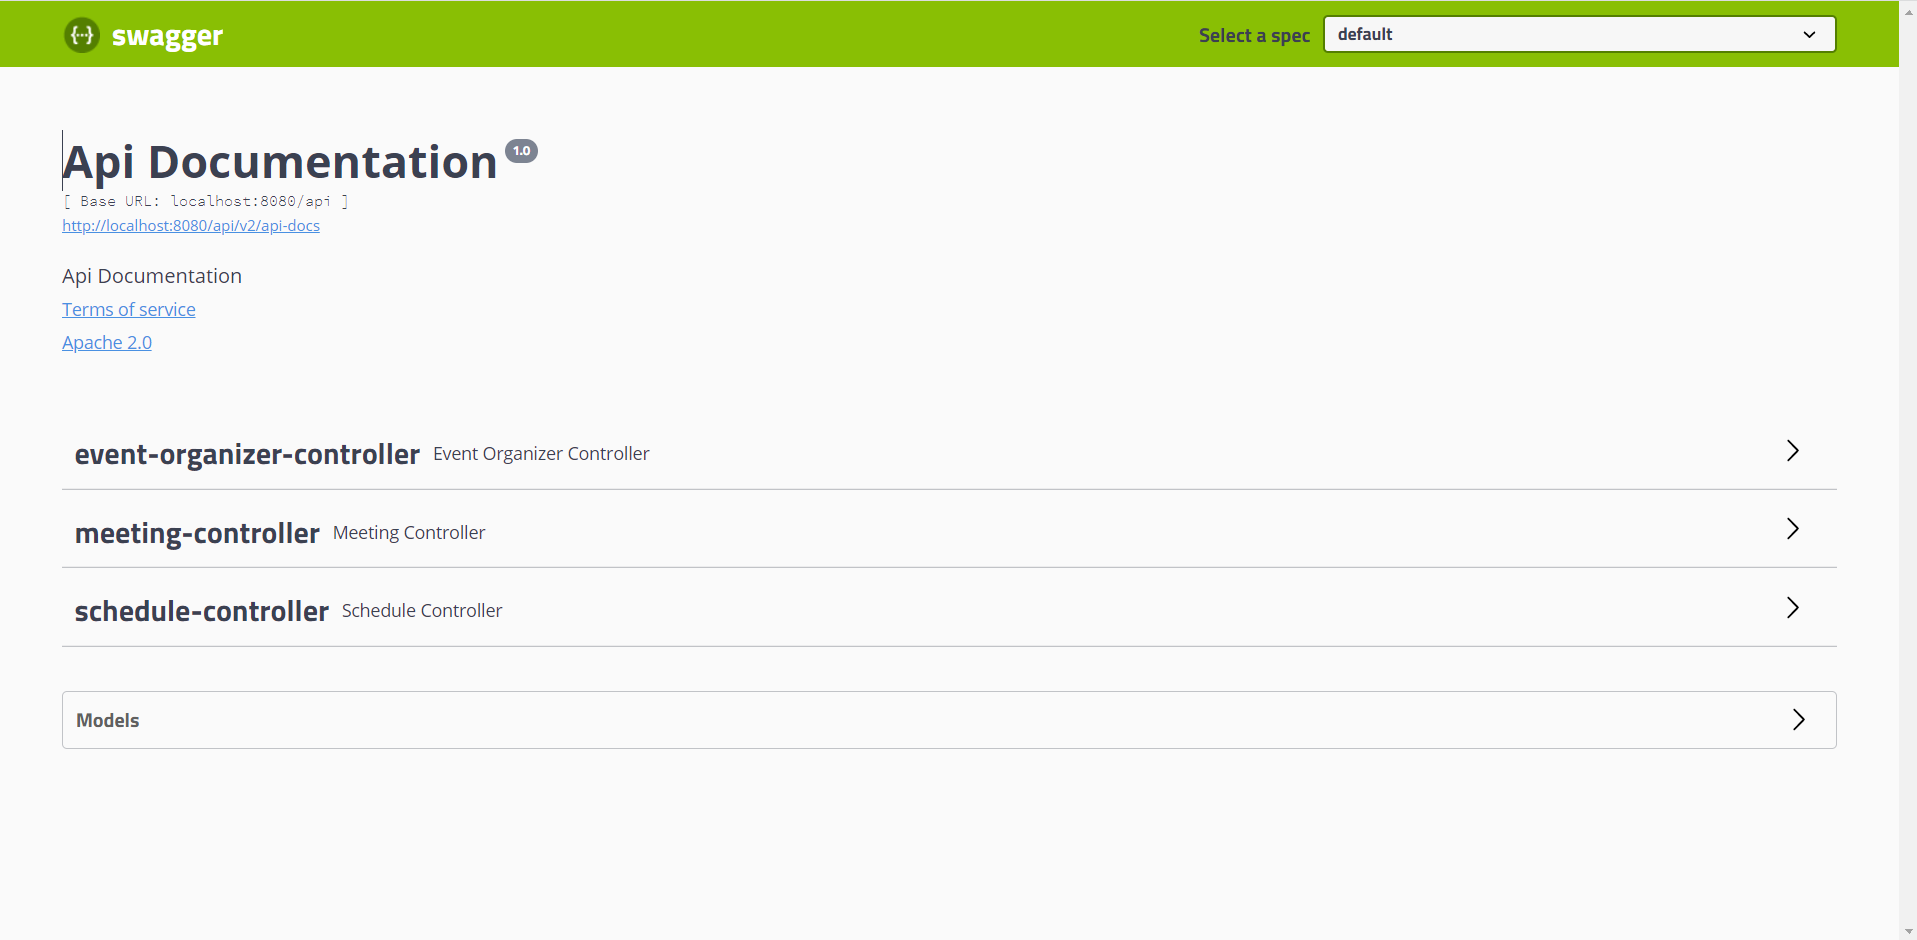 {···} swagger
Select a spec default
Api Documentation 1.0
[ Base URL: localhost:8080/api ]
http://localhost:8080/api/v2/api-docs
Api Documentation
Terms of service
Apache 2.0
event-organizer-controller Event Organizer Controller
meeting-controller Meeting Controller
schedule-controller Schedule Controller
Models